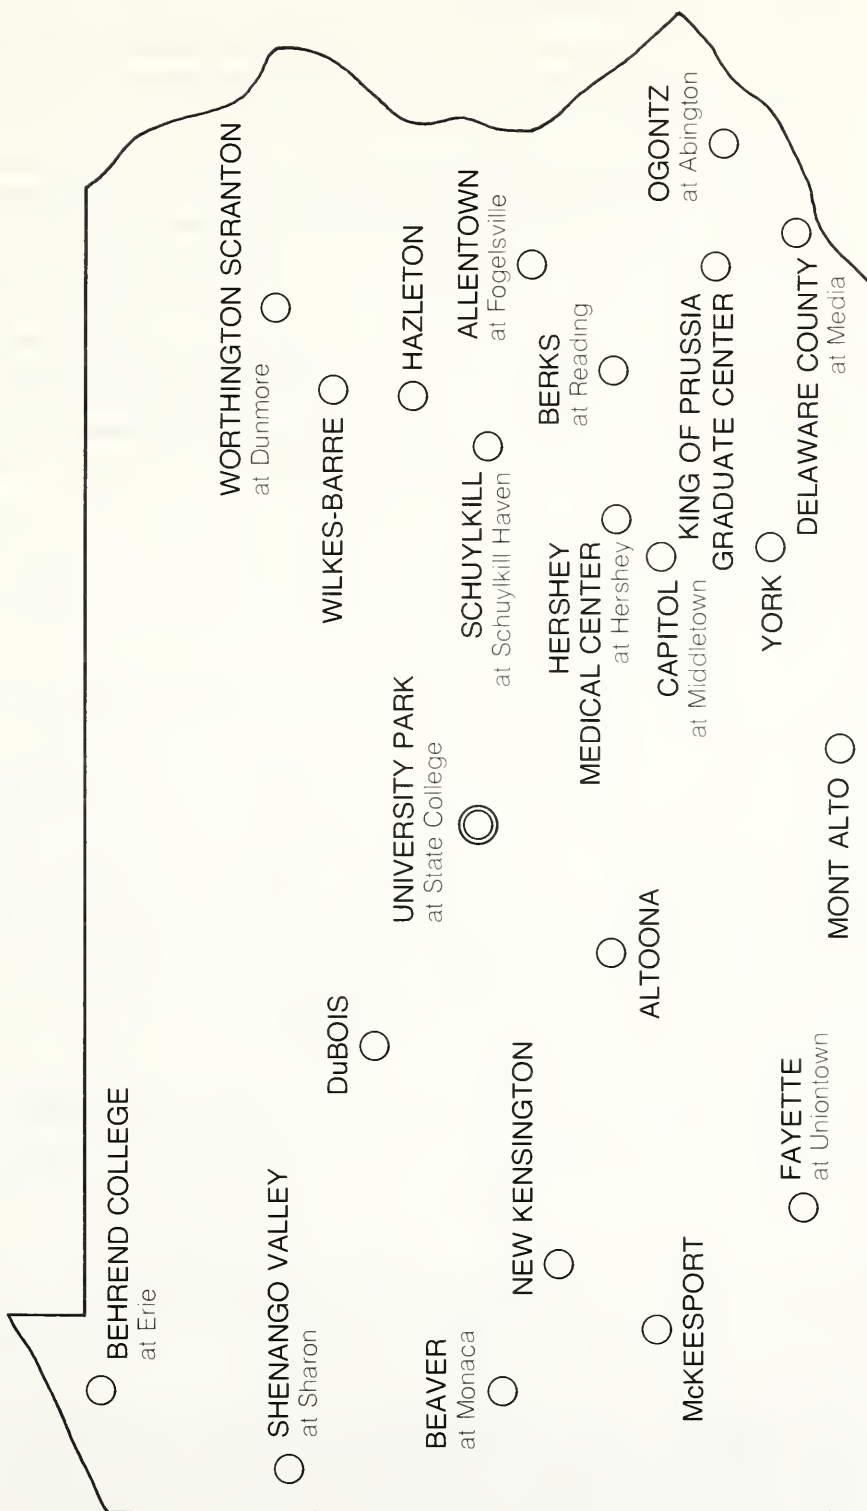 BEHREND COLLEGE
at Erie
SHENANGO VALLEY
at Sharon
DuBOIS
BEAVER
at Monaca
NEW KENSINGTON
McKEESPORT
FAYETTE
at Uniontown
ALTOONA
UNIVERSITY PARK
at State College
MONT ALTO
WORTHINGTON SCRANTON
at Dunmore
WILKES-BARRE
HAZLETON
SCHUYLKILL
at Schuylkill Haven
ALLENTOWN
at Fogelsville
HERSHEY
MEDICAL CENTER
at Hershey
BERKS
at Reading
CAPITOL
at Middletown
KING OF PRUSSIA
GRADUATE CENTER
OGONTZ
at Abington
YORK
DELAWARE COUNTY
at Media